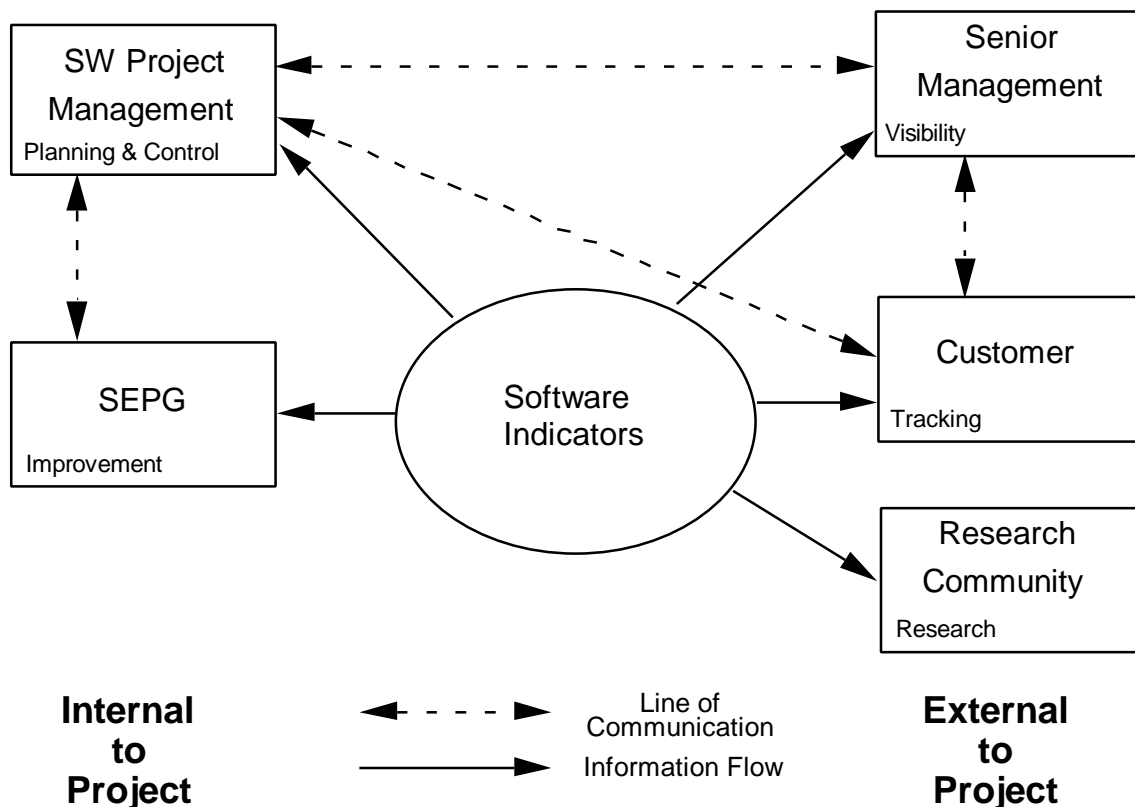 SW Project
Management
Planning & Control
Senior
Management
Visibility
SEPG
Improvement
Software
Indicators
Customer
Tracking
Research
Community
Research
Internal
to
Project
Line of
Communication
Information Flow
External
to
Project